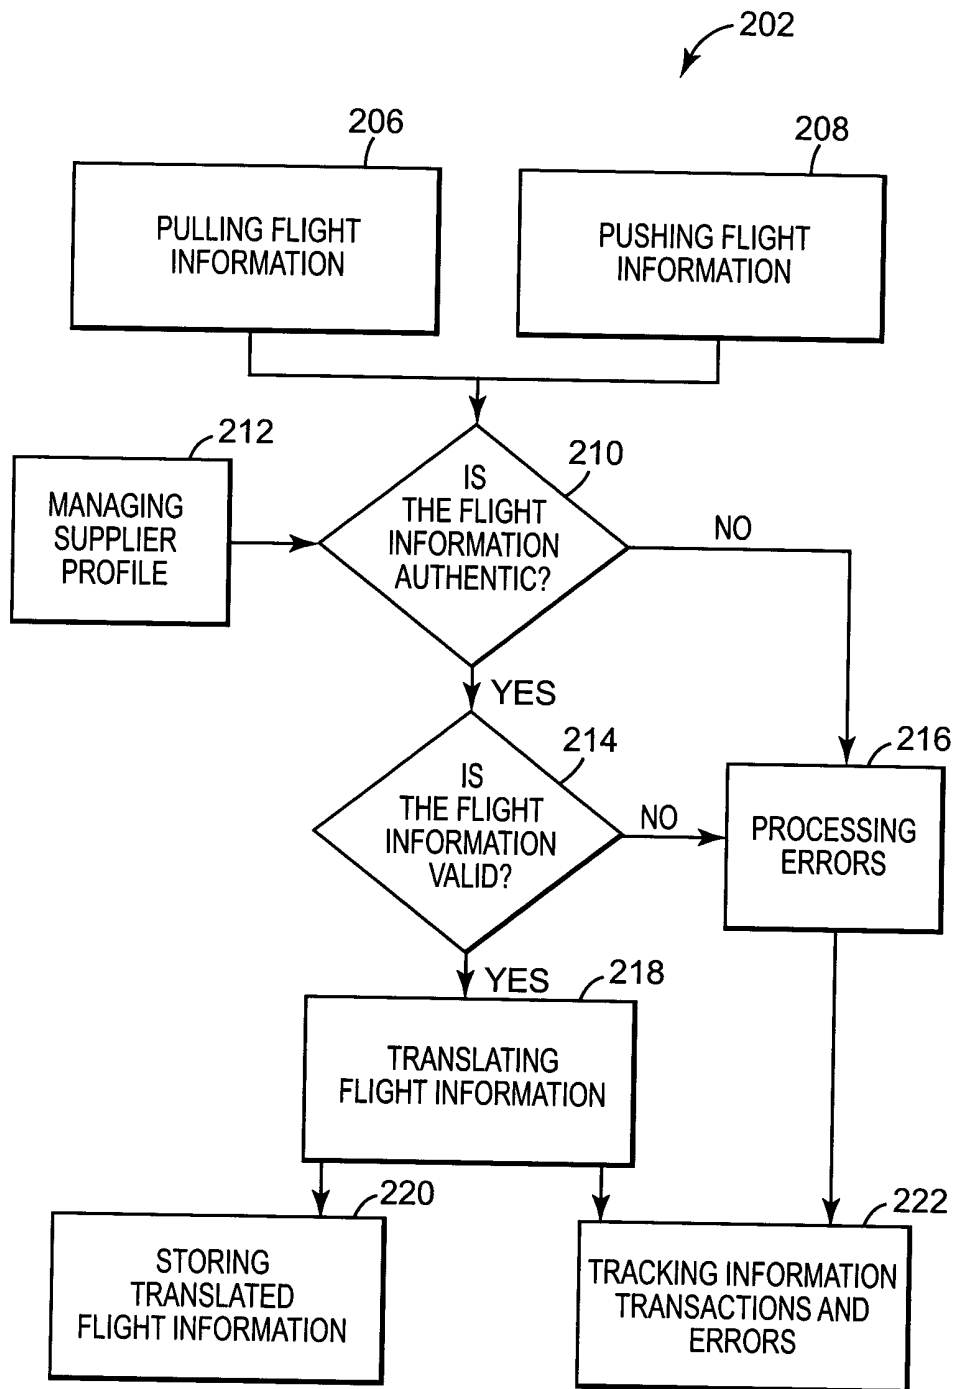 202
206
208
PULLING FLIGHT
INFORMATION
PUSHING FLIGHT
INFORMATION
212
MANAGING
SUPPLIER
PROFILE
210
IS
THE FLIGHT
INFORMATION
AUTHENTIC?
NO
YES
214
IS
THE FLIGHT
INFORMATION
VALID?
NO
216
PROCESSING
ERRORS
YES
218
TRANSLATING
FLIGHT INFORMATION
220
STORING
TRANSLATED
FLIGHT INFORMATION
222
TRACKING INFORMATION
TRANSACTIONS AND
ERRORS